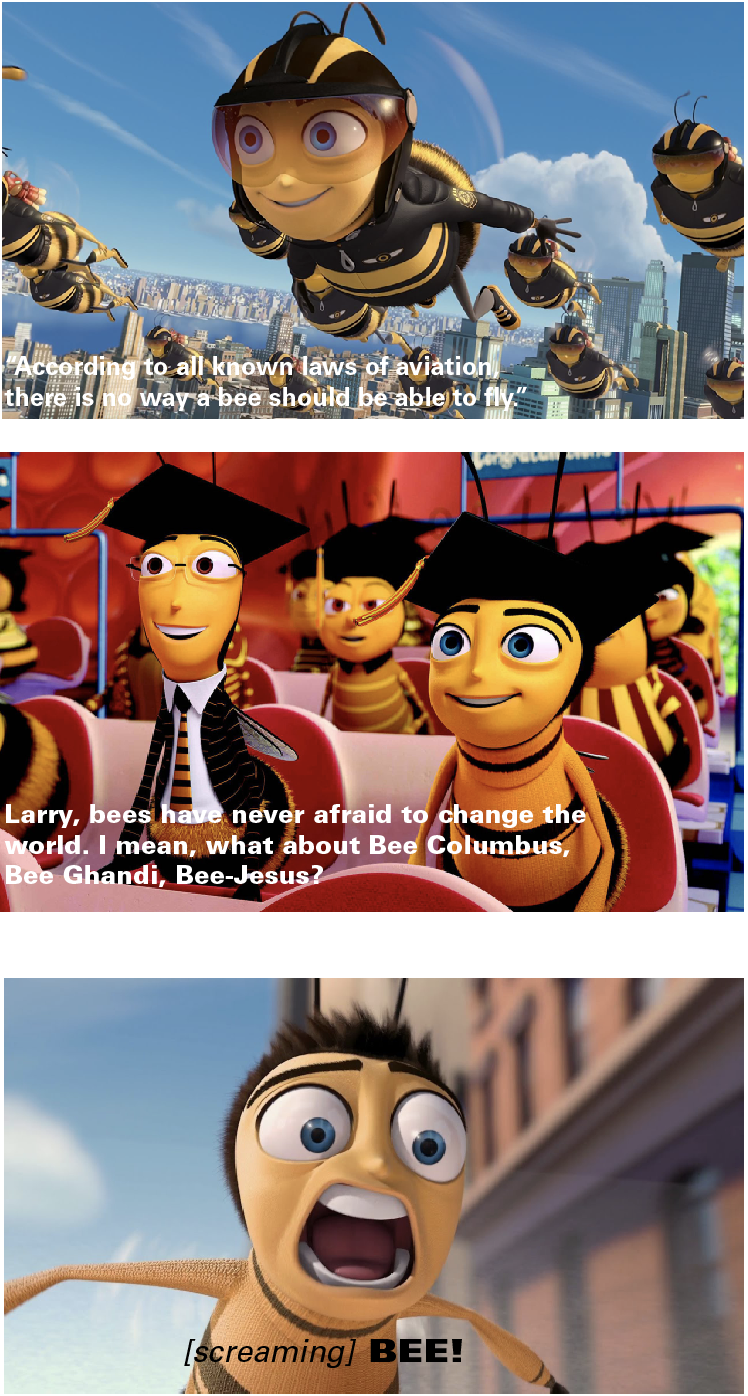 “According to all known laws of aviation,
there is no way a bee should be able to fly.”
Larry, bees have never afraid to change the
world. I mean, what about Bee Columbus,
Bee Ghandi, Bee-Jesus?
[screaming] BEE!